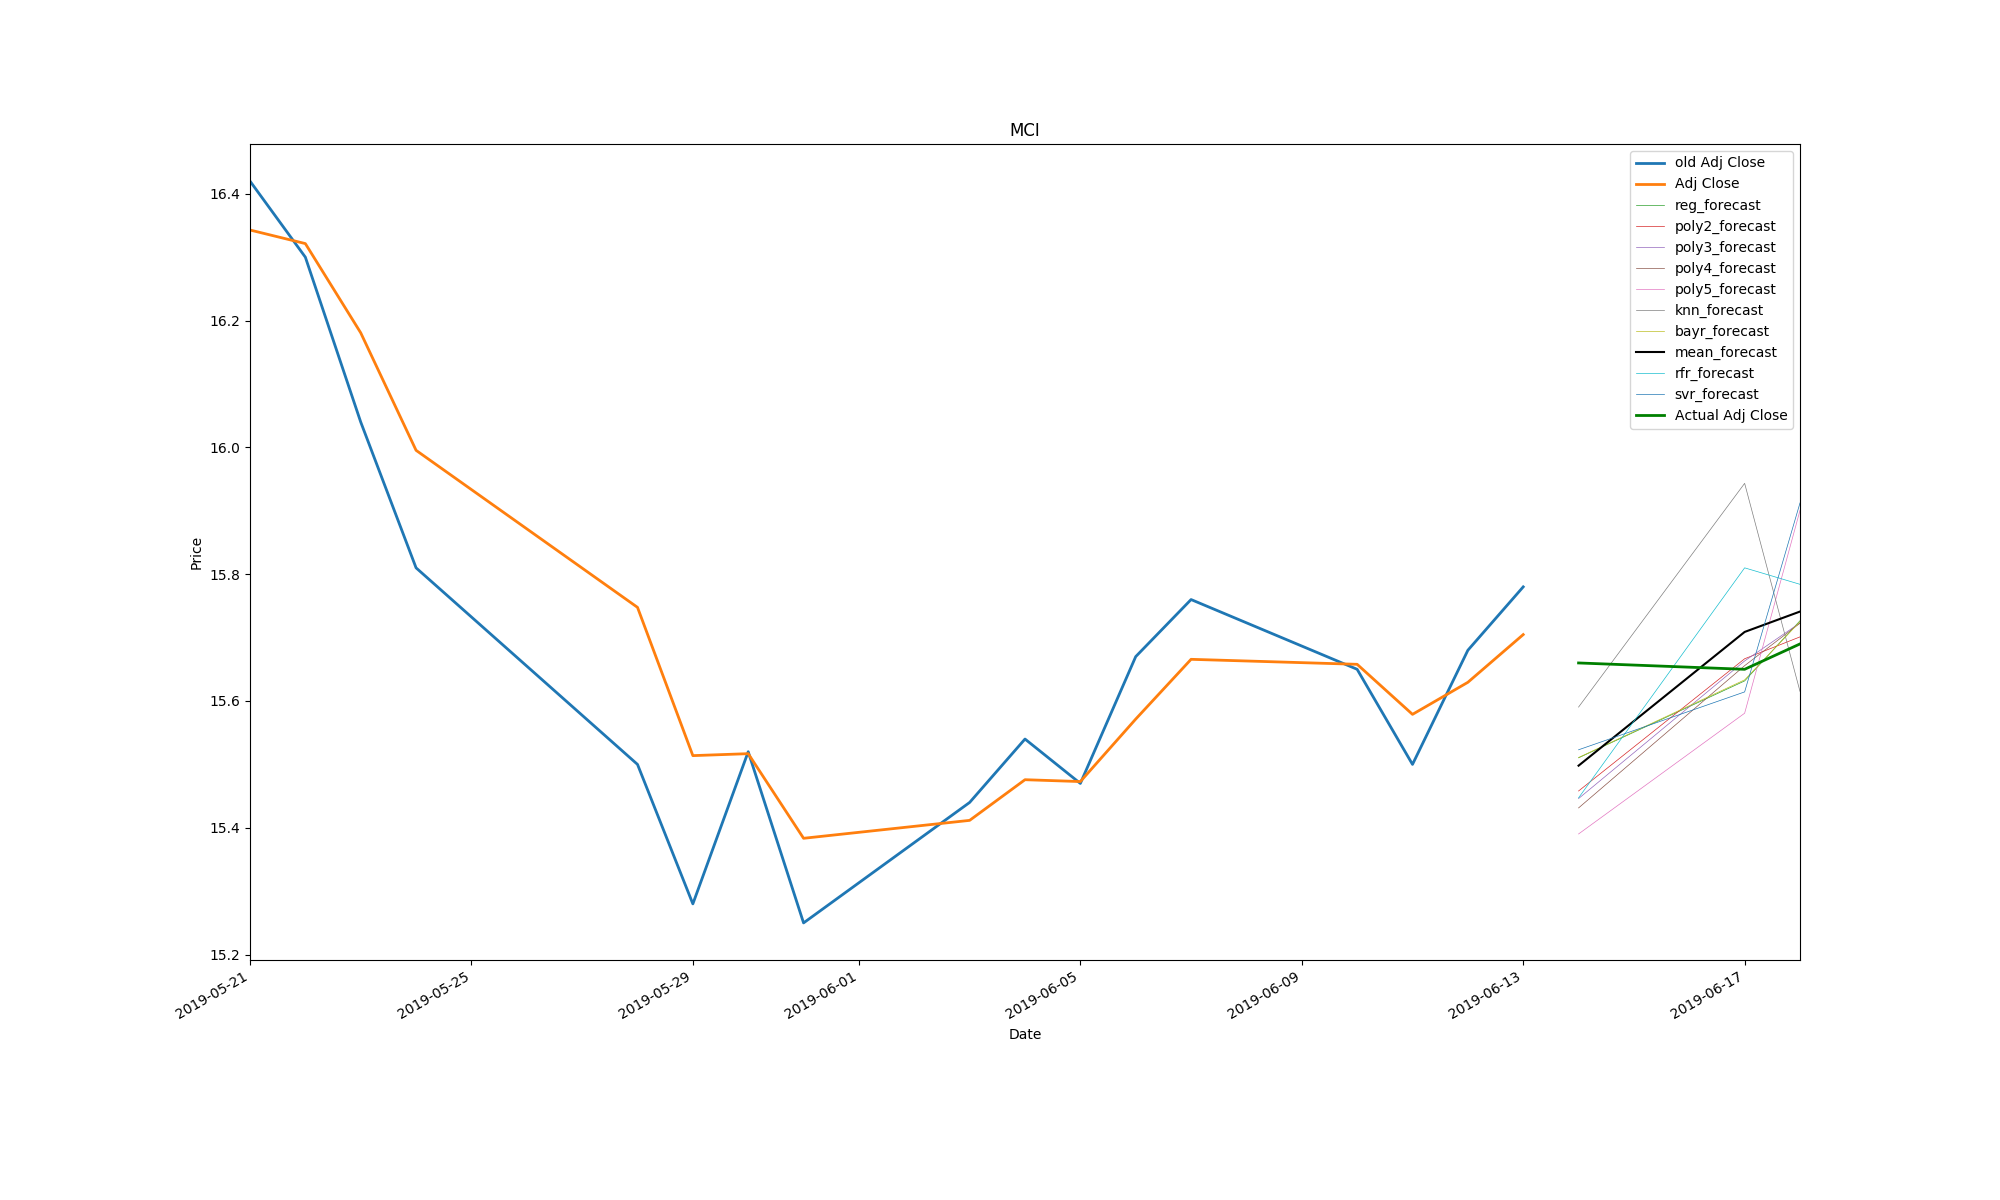 MCI
old Adj Close
Adj Close
reg_forecast
poly2_forecast
poly3_forecast
poly4_forecast
poly5_forecast
knn_forecast
bayr_forecast
mean_forecast
rfr_forecast
svr_forecast
Actual Adj Close
16.4
16.2
16.0
15.8
15.6
15.4
15.2
Price
2019-05-21
2019-05-25
2019-05-29
2019-06-01
2019-06-05
2019-06-09
2019-06-13
2019-06-17
Date